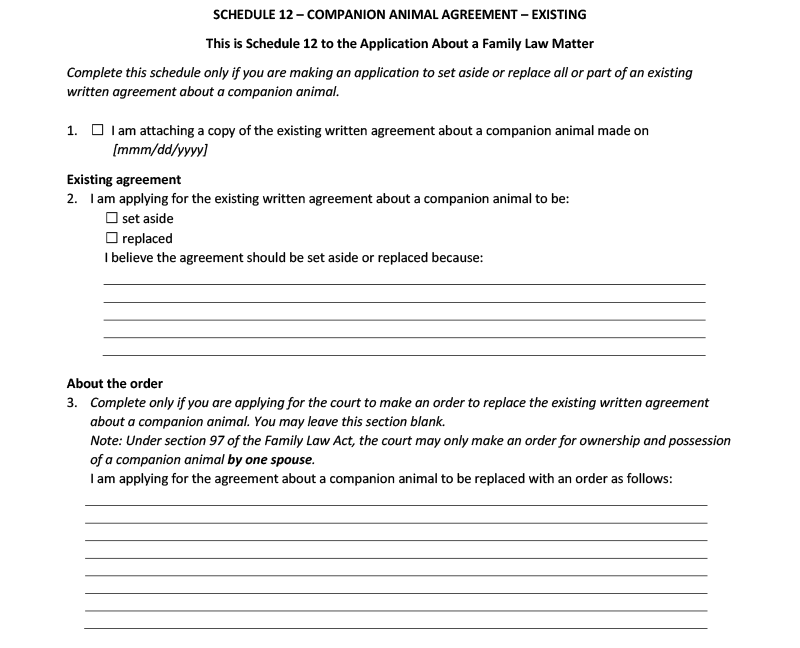 SCHEDULE 12 – COMPANION ANIMAL AGREEMENT – EXISTING
This is Schedule 12 to the Application About a Family Law Matter
Complete this schedule only if you are making an application to set aside or replace all or part of an existing
written agreement about a companion animal.
1. ☐ I am attaching a copy of the existing written agreement about a companion animal made on
[mmm/dd/yyyy]
Existing agreement
2. I am applying for the existing written agreement about a companion animal to be:
☐ set aside
☐ replaced
I believe the agreement should be set aside or replaced because:
About the order
3. Complete only if you are applying for the court to make an order to replace the existing written agreement
about a companion animal. You may leave this section blank.
Note: Under section 97 of the Family Law Act, the court may only make an order for ownership and possession
of a companion animal by one spouse.
I am applying for the agreement about a companion animal to be replaced with an order as follows: